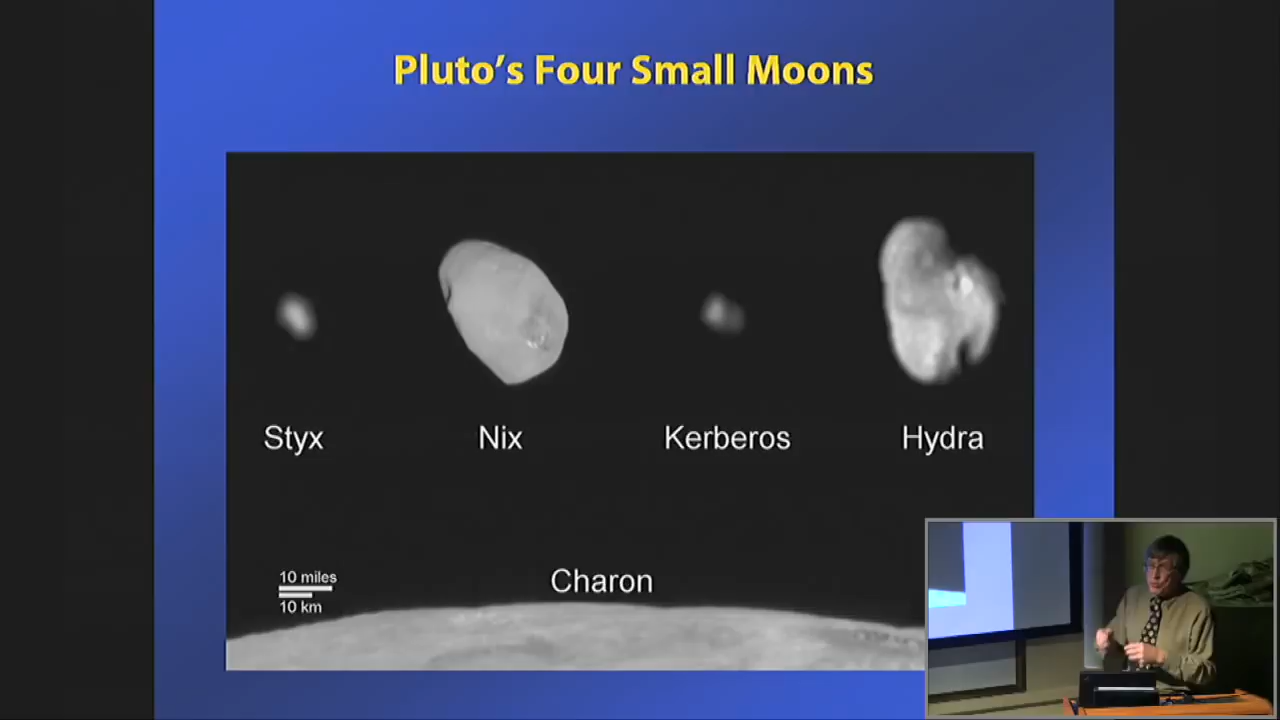 Pluto's Four Small Moons
Styx
Nix
Kerberos
Hydra
10 miles
10 km
Charon